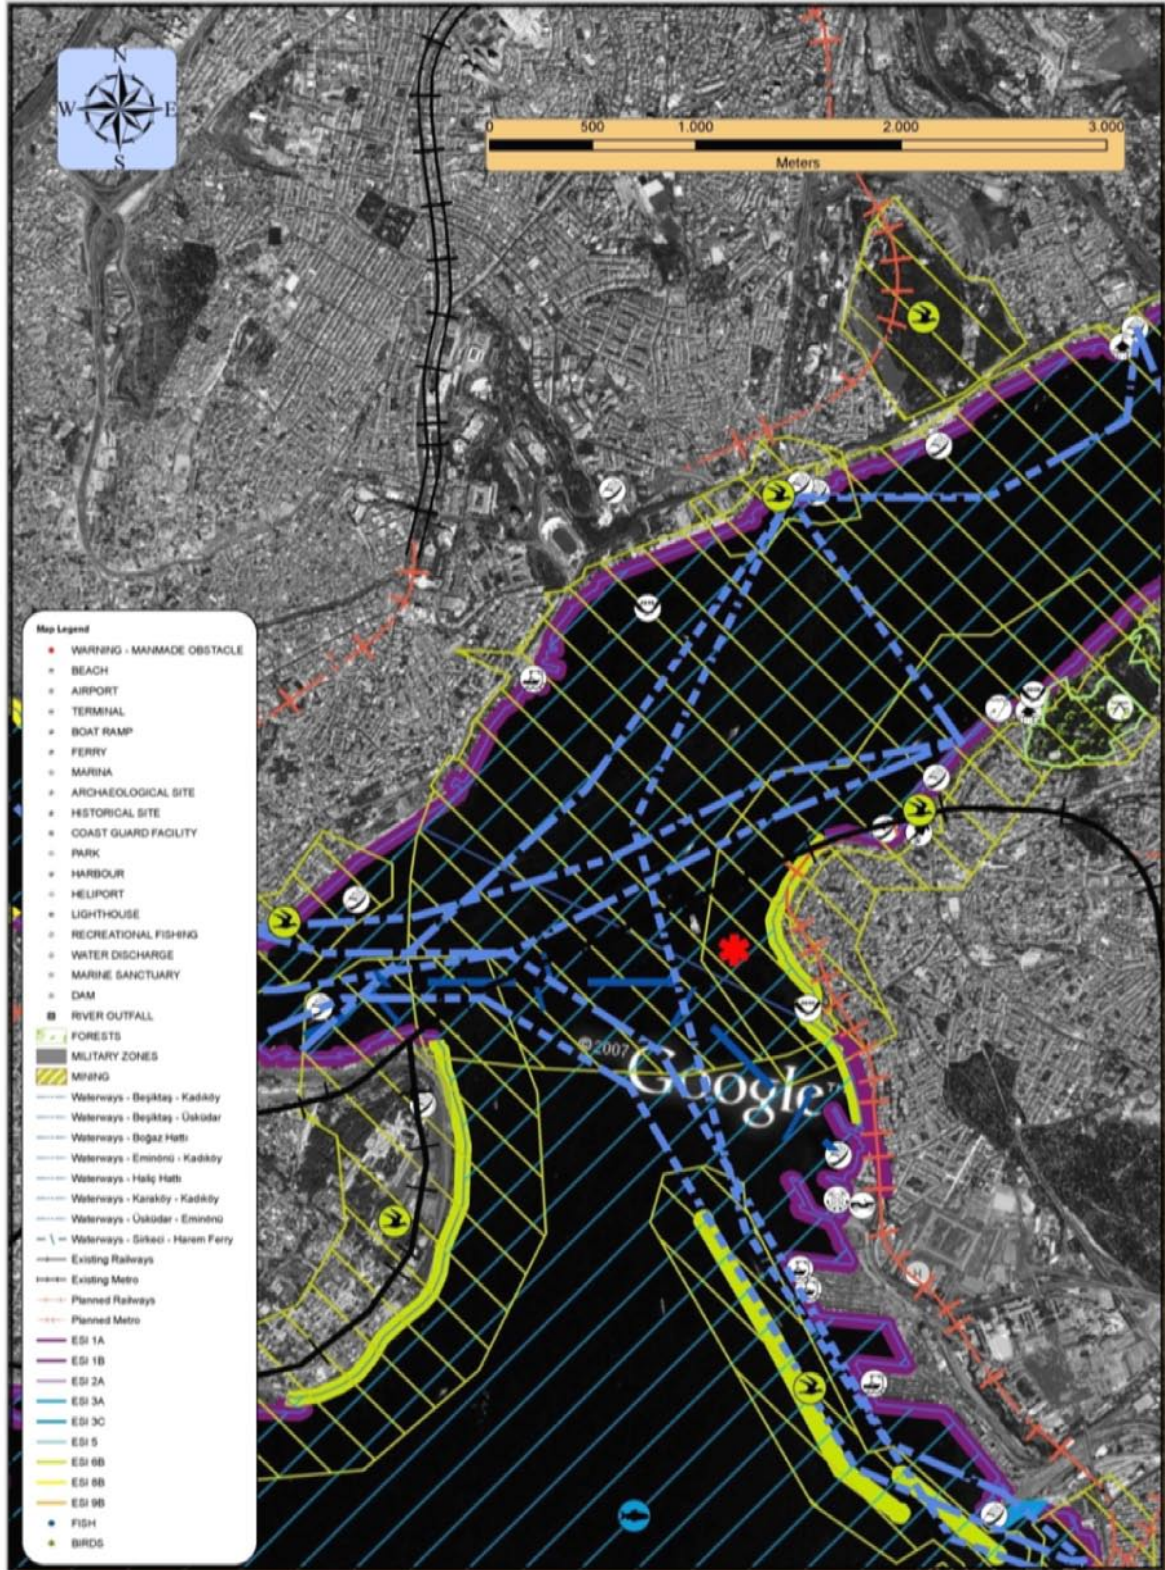 N
W E
S
0 500 1.000 2.000 3.000
Meters
Map Legend
WARNING - MANMADE OBSTACLE
BEACH
AIRPORT
TERMINAL
BOAT RAMP
FERRY
MARINA
ARCHAEOLOGICAL SITE
HISTORICAL SITE
COAST GUARD FACILITY
PARK
HARBOUR
HELIPORT
LIGHTHOUSE
RECREATIONAL FISHING
WATER DISCHARGE
MARINE SANCTUARY
DAM
RIVER OUTFALL
FORESTS
MILITARY ZONES
MINING
Waterways - Beşiktaş - Kadıköy
Waterways - Beşiktaş - Üsküdar
Waterways - Boğaz Hattı
Waterways - Eminönü - Kadıköy
Waterways - Haliç Hattı
Waterways - Karaköy - Kadıköy
Waterways - Üsküdar - Eminönü
Waterways - Sirkeci - Harem Ferry
Existing Railways
Existing Metro
Planned Railways
Planned Metro
ESI 1A
ESI 1B
ESI 2A
ESI 3A
ESI 3C
ESI 5
ESI 6B
ESI 8B
ESI 9B
FISH
BIRDS
©2007 Google™
H